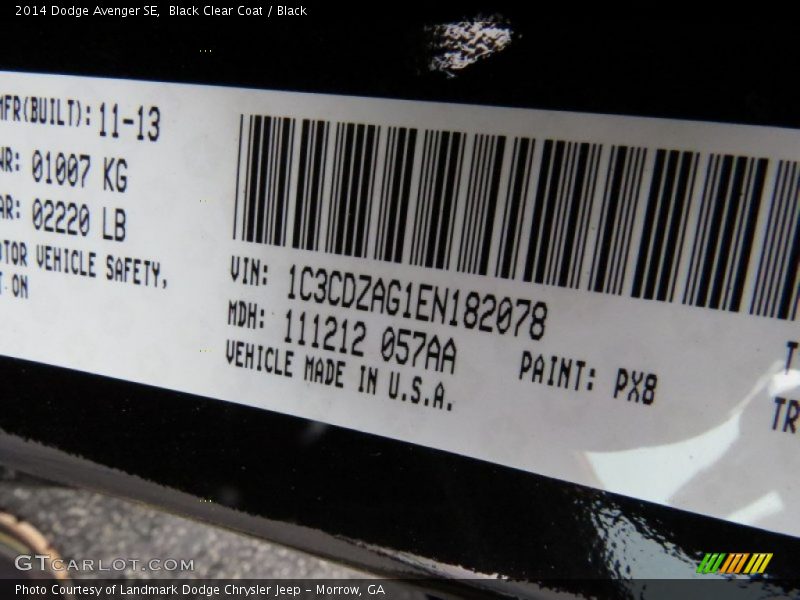 2014 Dodge Avenger SE,  Black Clear Coat / Black
MFR(BUILT): 11-13
WR: 01007 KG
AR: 02220 LB
OTOR VEHICLE SAFETY,
T ON
VIN: 1C3CDZAG1EN182078
MDH: 111212 057AA
PAINT: PX8
VEHICLE MADE IN U.S.A.
T
TR
GTCARLOT.COM
Photo Courtesy of Landmark Dodge Chrysler Jeep – Morrow, GA